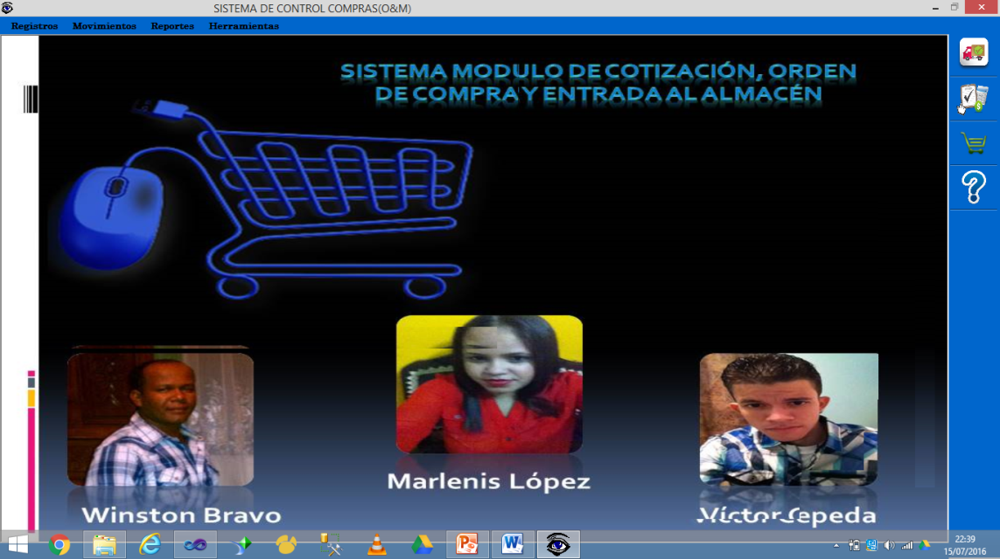 SISTEMA DE CONTROL COMPRAS(O&M)
Registros Movimientos Reportes Herramientas
SISTEMA MODULO DE COTIZACIÓN, ORDEN
DE COMPRA Y ENTRADA AL ALMACÉN
Marlenis López
Winston Bravo
Víctor Cepeda
22:39
15/07/2016